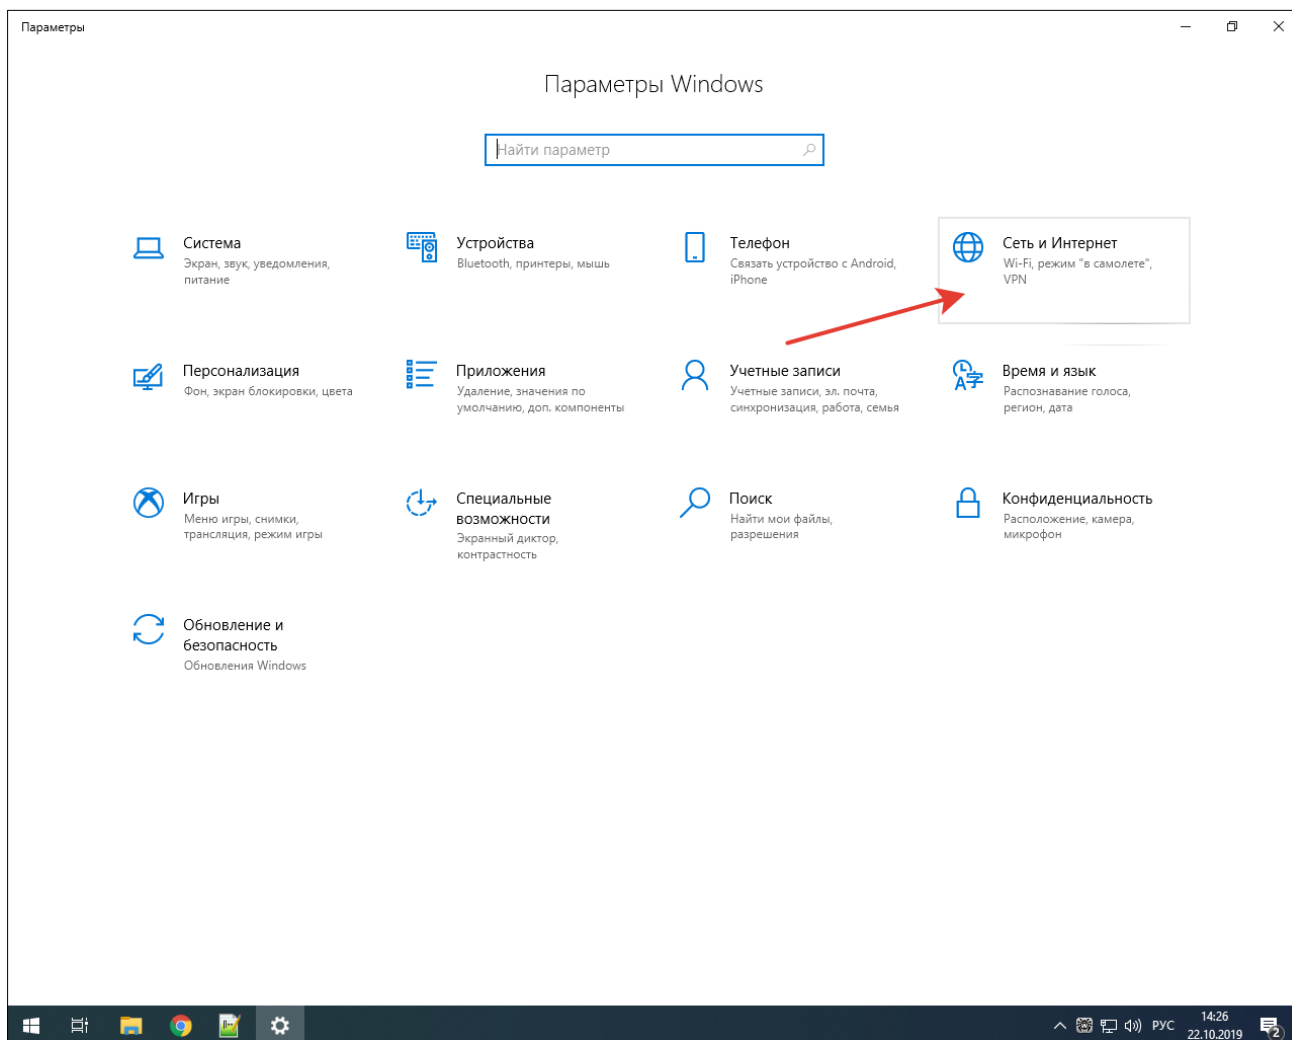 Параметры
Параметры Windows
Найти параметр
Система
Экран, звук, уведомления,
питание
Устройства
Bluetooth, принтеры, мышь
Телефон
Связать устройство с Android,
iPhone
Сеть и Интернет
Wi-Fi, режим "в самолете",
VPN
Персонализация
Фон, экран блокировки, цвета
Приложения
Удаление, значения по
умолчанию, доп. компоненты
Учетные записи
Учетные записи, эл. почта,
синхронизация, работа, семья
Время и язык
Распознавание голоса,
регион, дата
Игры
Меню игры, снимки,
трансляция, режим игры
Специальные
возможности
Экранный диктор,
контрастность
Поиск
Найти мои файлы,
разрешения
Конфиденциальность
Расположение, камера,
микрофон
Обновление и
безопасность
Обновления Windows
РУС
14:26
22.10.2019
2